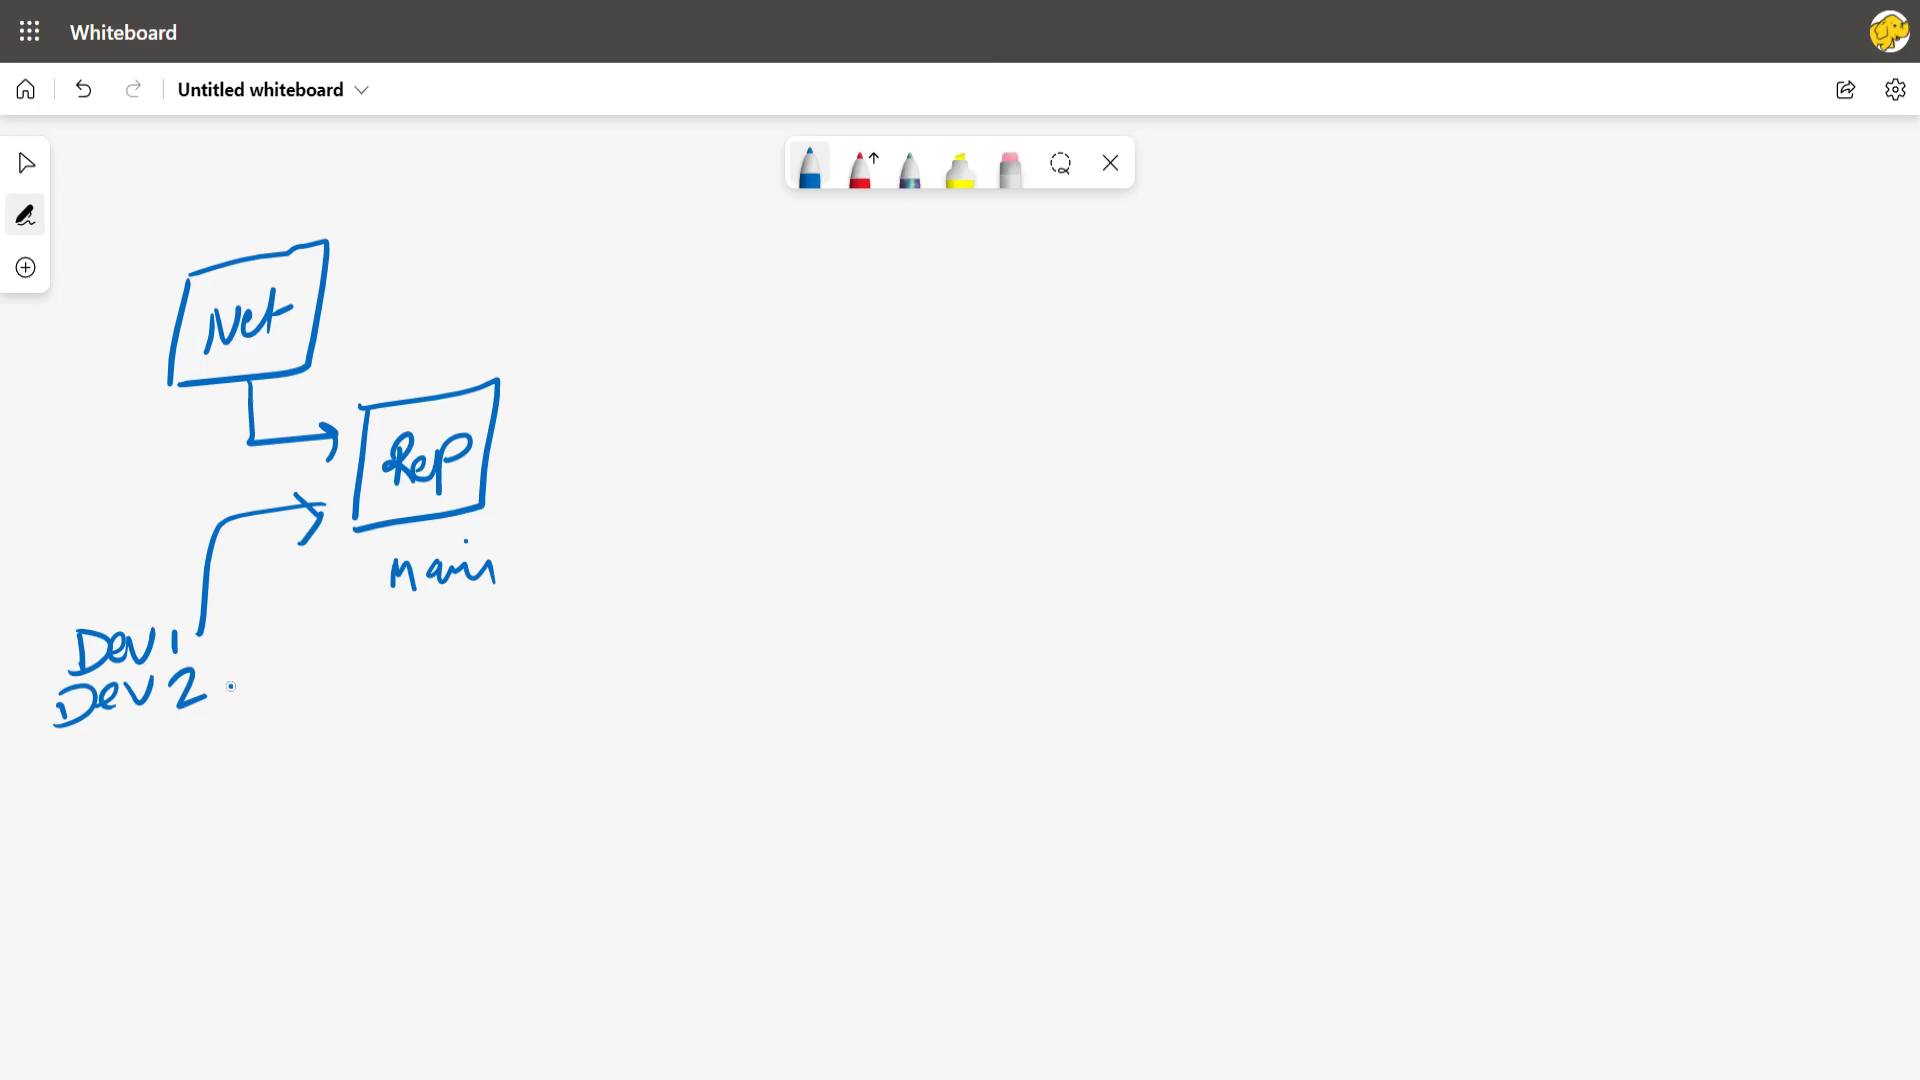 Whiteboard
Untitled whiteboard
Net
Rep
Main
Dev 1
Dev 2